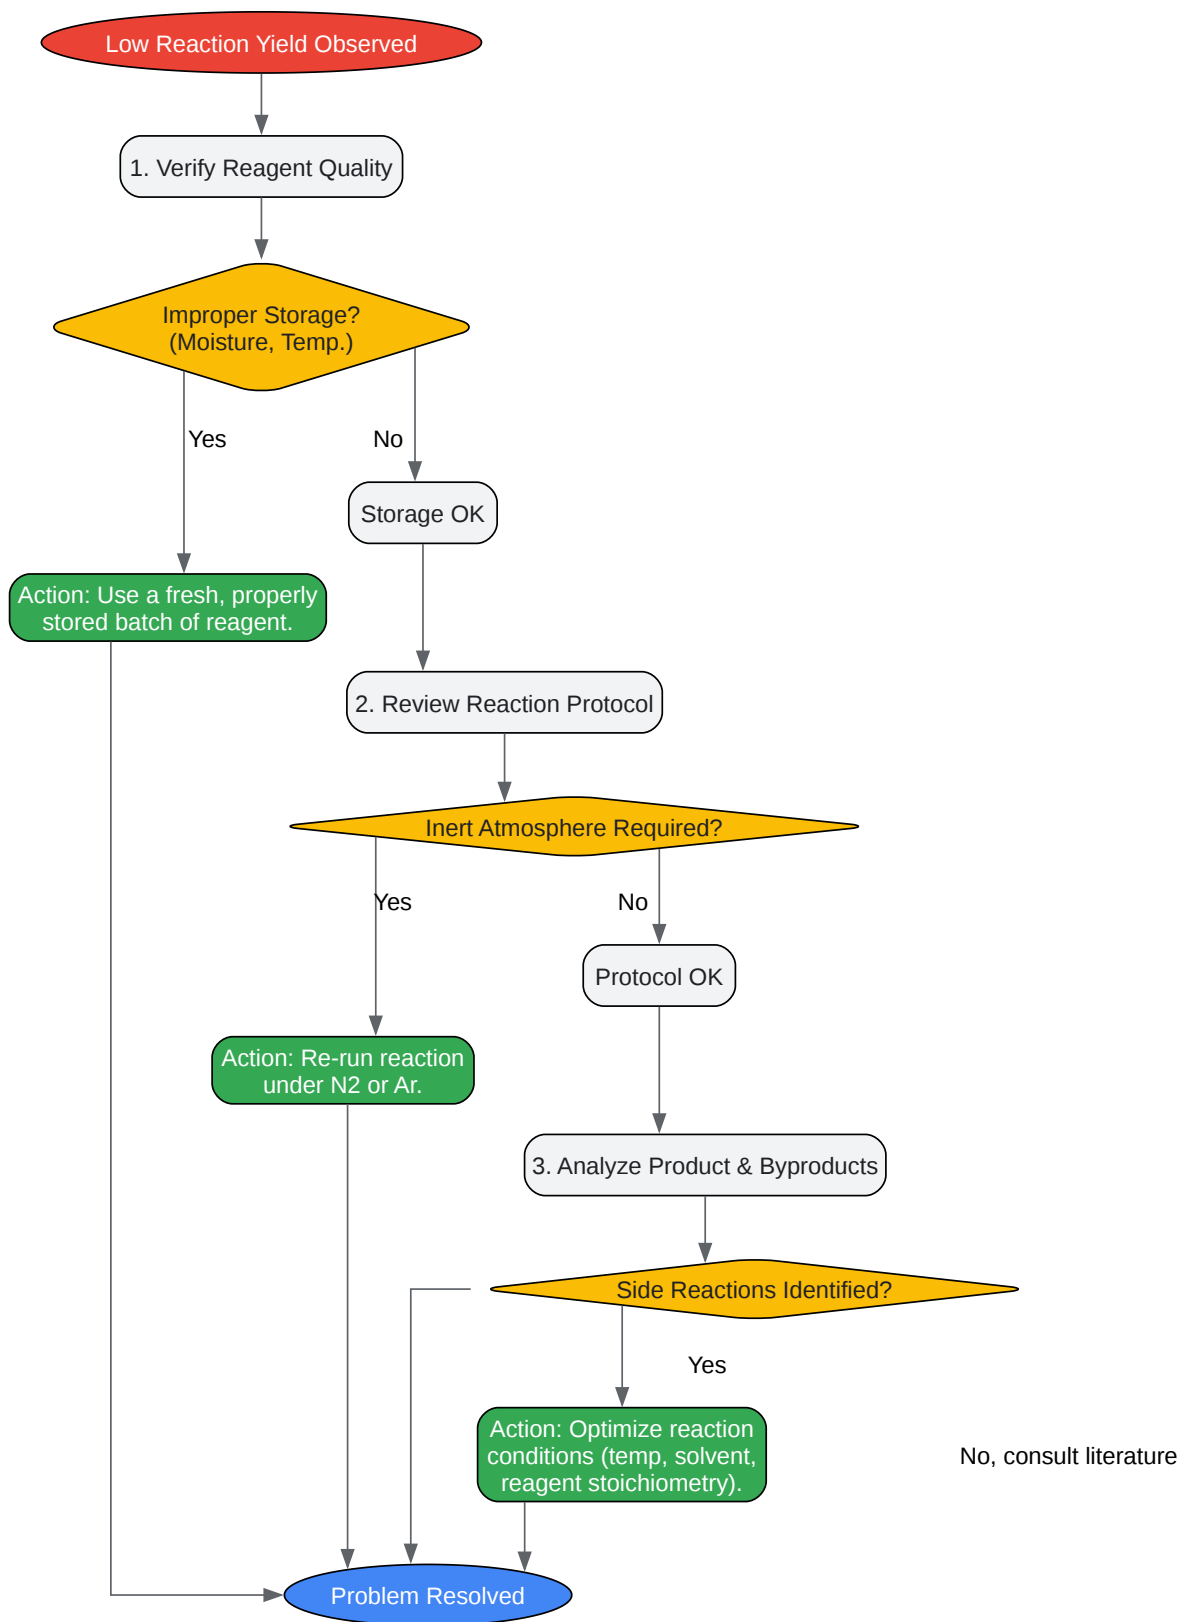 Low Reaction Yield Observed
1. Verify Reagent Quality
Improper Storage?
(Moisture, Temp.)
Yes
No
Storage OK
Action: Use a fresh, properly
stored batch of reagent.
2. Review Reaction Protocol
Inert Atmosphere Required?
Yes
No
Protocol OK
Action: Re-run reaction
under N2 or Ar.
3. Analyze Product & Byproducts
Side Reactions Identified?
Yes
Action: Optimize reaction
conditions (temp, solvent,
reagent stoichiometry).
No, consult literature
Problem Resolved